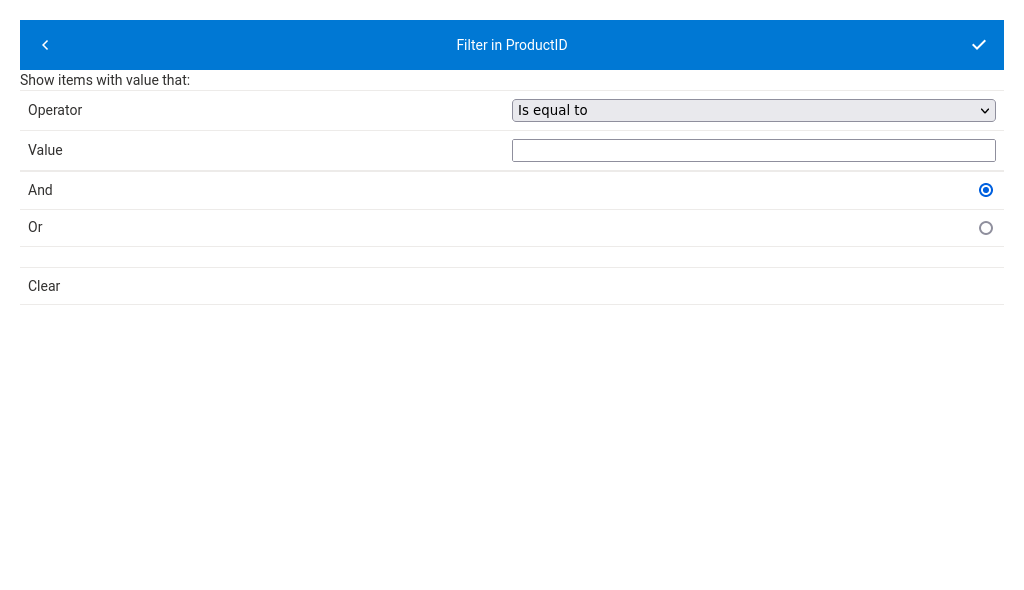 Filter in ProductID
Show items with value that:
Operator
Is equal to
Value
And
Or
Clear